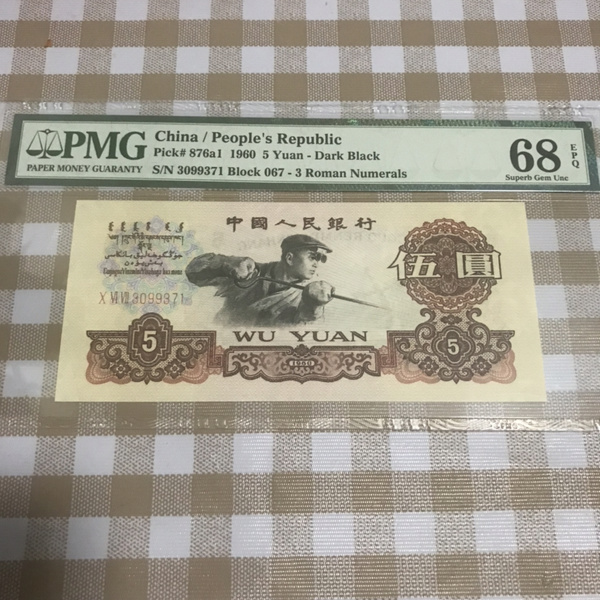 PMG
PAPER MONEY GUARANTY
China / People's Republic
Pick# 876a1 1960 5 Yuan - Dark Black
S/N 3099371 Block 067 - 3 Roman Numerals
68 EPQ
Superb Gem Unc
中國人民銀行
伍圓
X VI VII 3099371
WU YUAN
5
5